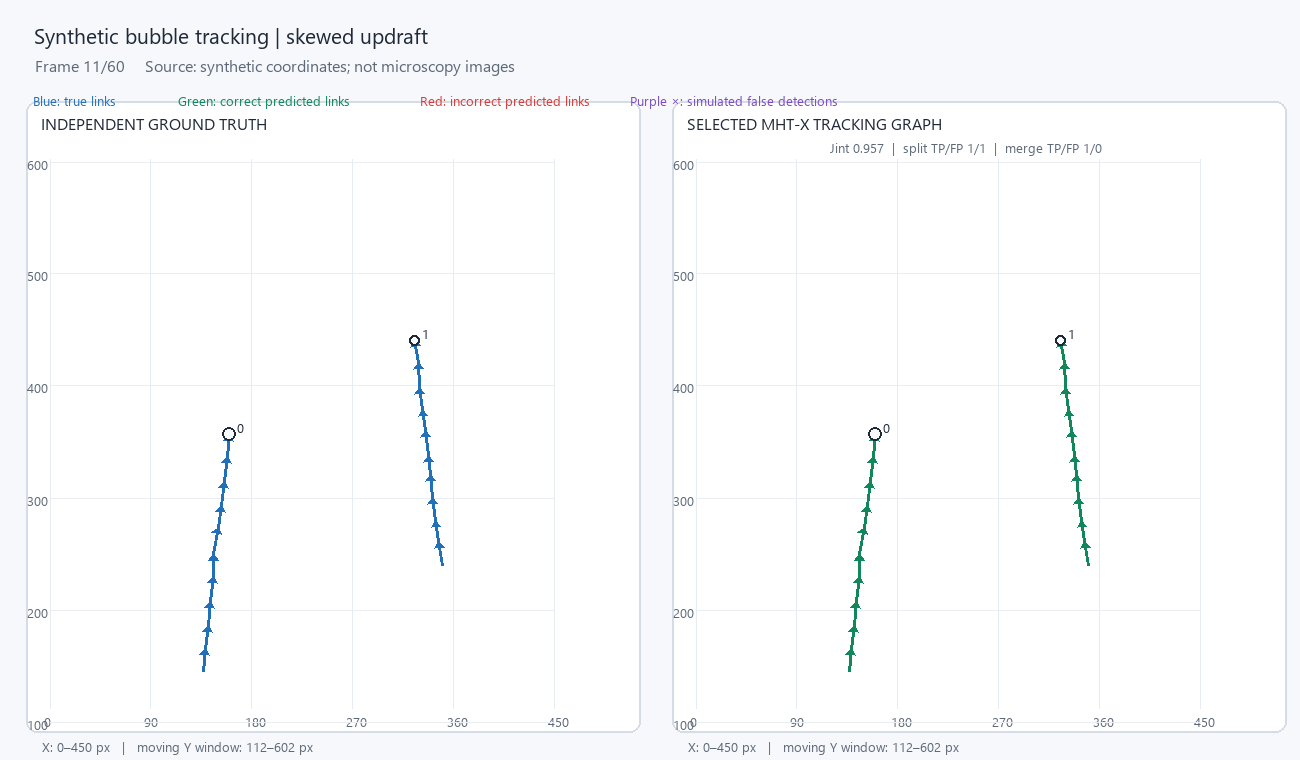 Synthetic bubble tracking | skewed updraft
Frame 11/60 Source: synthetic coordinates; not microscopy images
Blue: true links Green: correct predicted links Red: incorrect predicted links Purple ×: simulated false detections
INDEPENDENT GROUND TRUTH
600
500
400
300
200
100
0 90 180 270 360 450
1
0
X: 0–450 px | moving Y window: 112–602 px
SELECTED MHT-X TRACKING GRAPH
Jint 0.957 | split TP/FP 1/1 | merge TP/FP 1/0
600
500
400
300
200
100
0 90 180 270 360 450
1
0
X: 0–450 px | moving Y window: 112–602 px